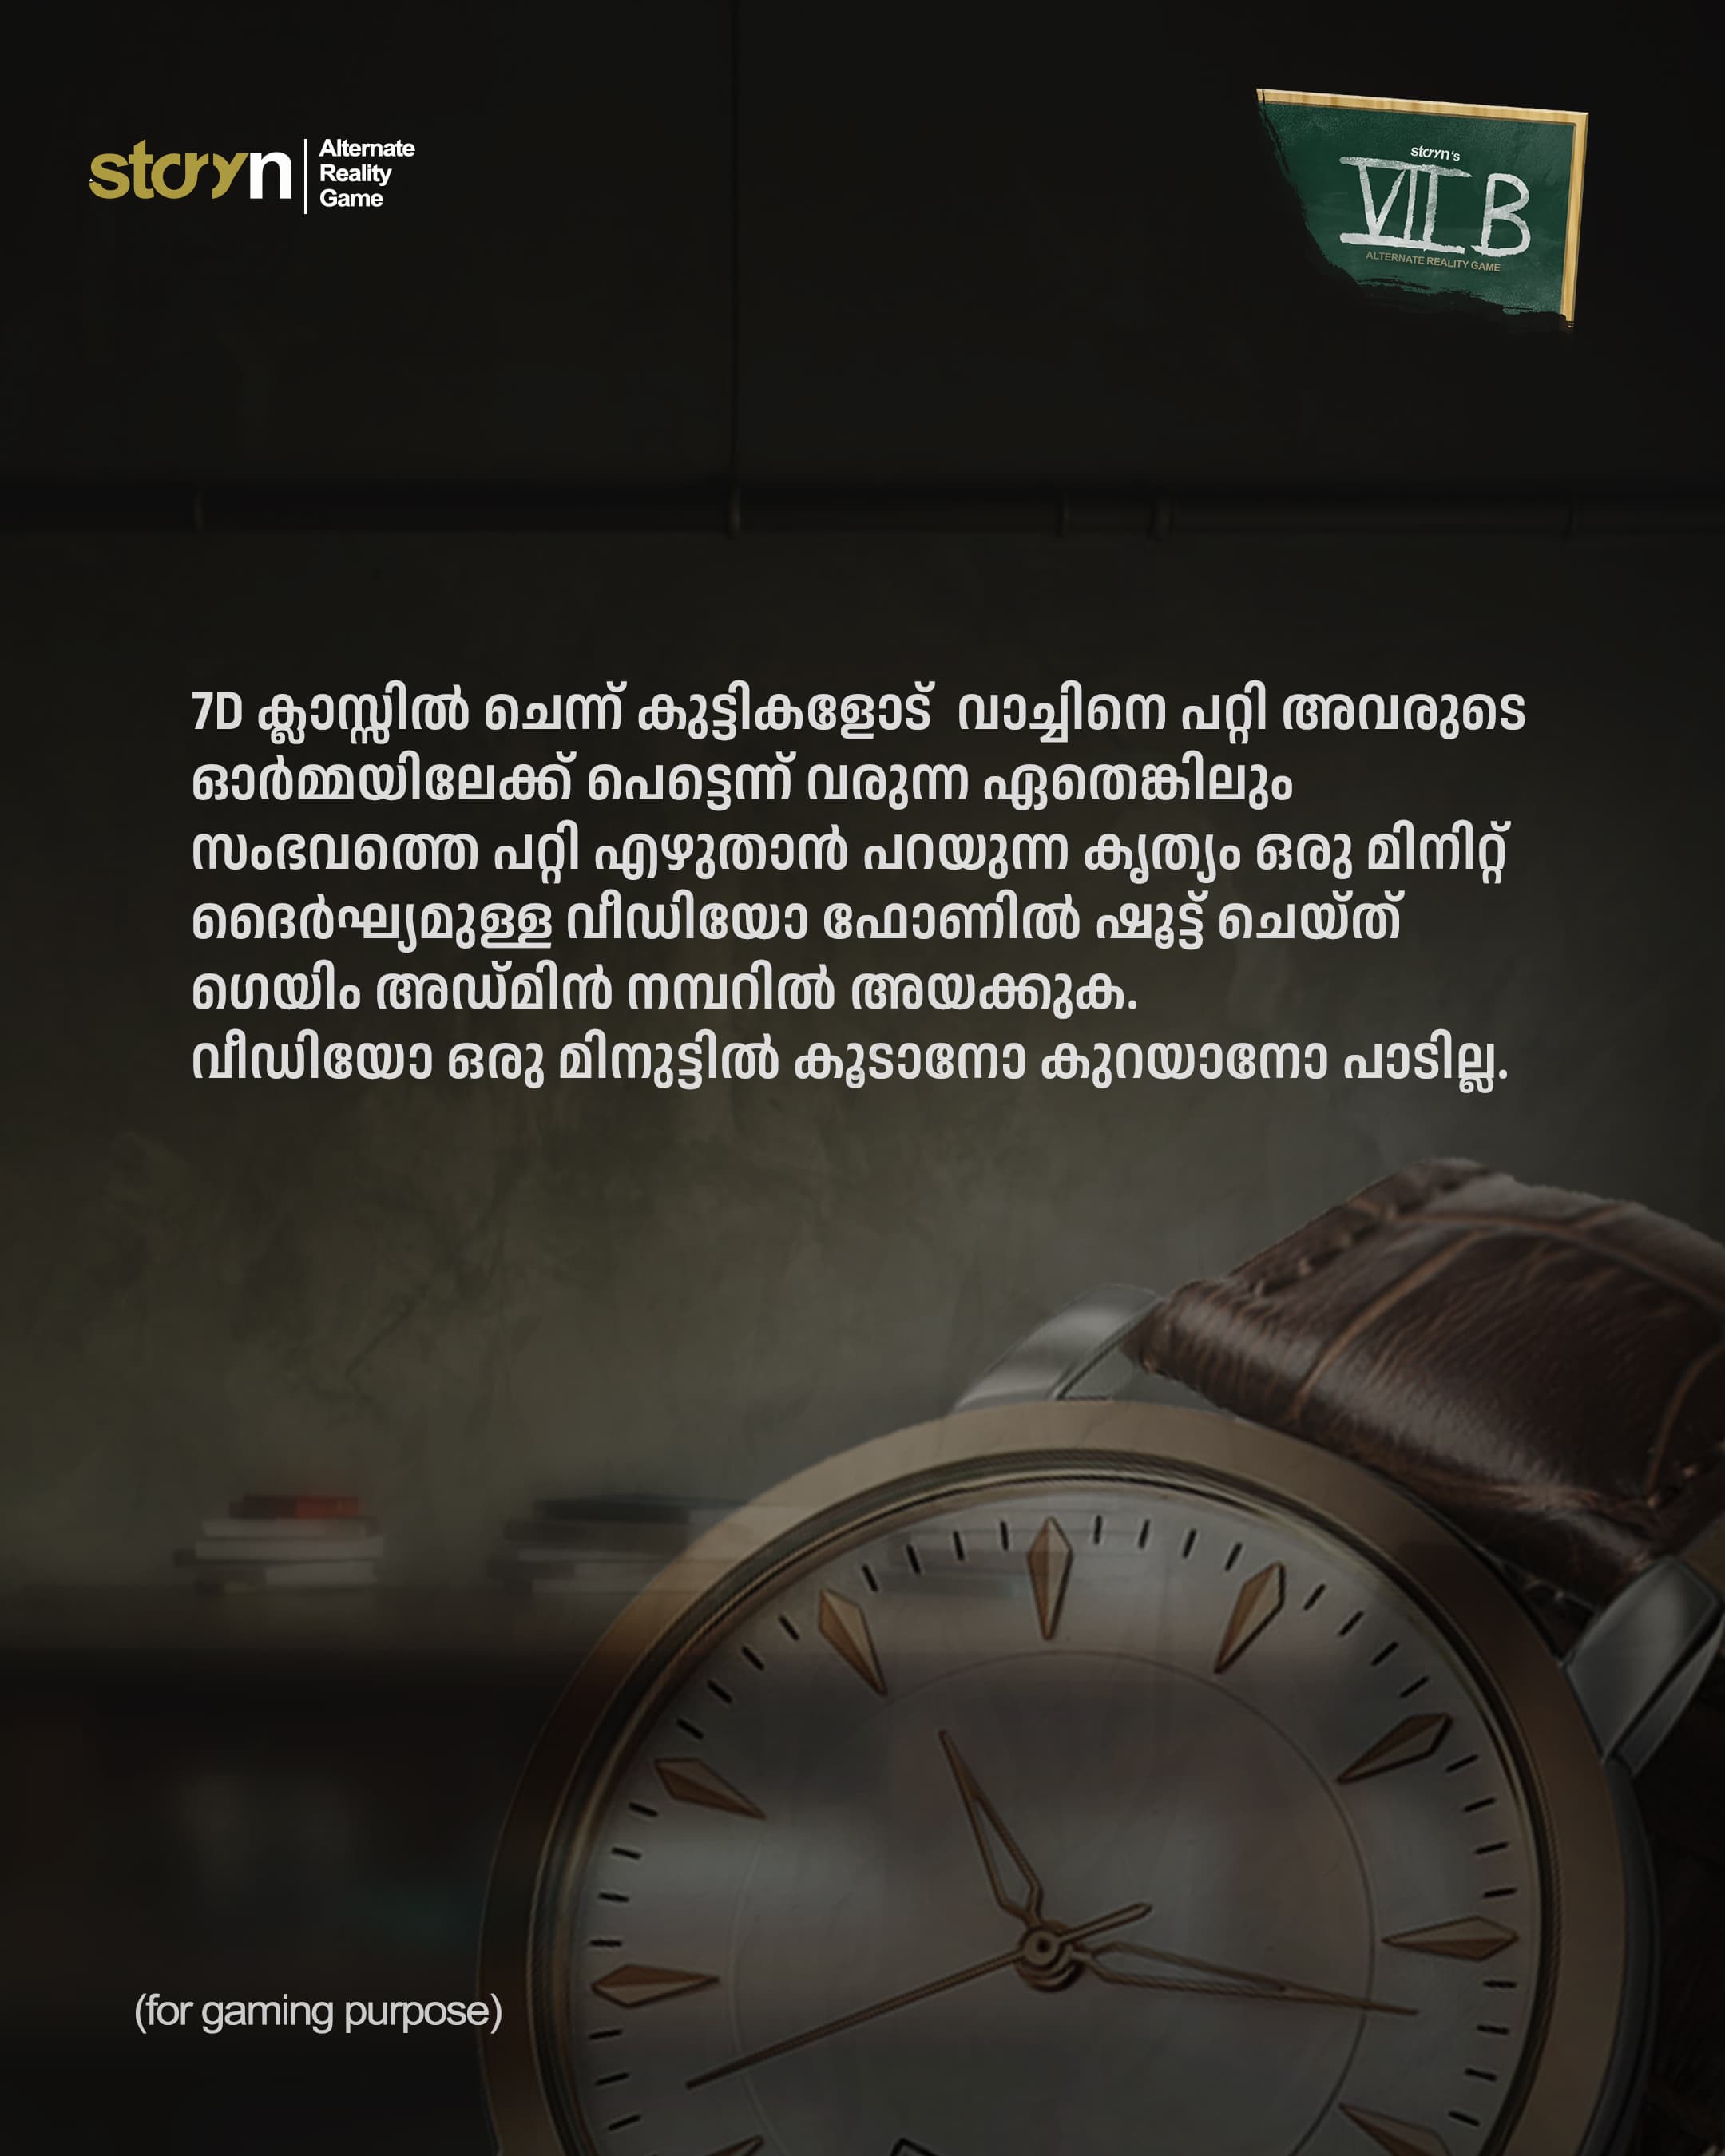 storyn
Alternate
Reality
Game
storyn's
VII B
ALTERNATE REALITY GAME
7D ക്ലാസ്സിൽ ചെന്ന് കുട്ടികളോട് വാച്ചിനെ പറ്റി അവരുടെ
ഓർമ്മയിലേക്ക് പെട്ടെന്ന് വരുന്ന ഏതെങ്കിലും
സംഭവത്തെ പറ്റി എഴുതാൻ പറയുന്ന കൃത്യം ഒരു മിനിറ്റ്
ദൈർഘ്യമുള്ള വീഡിയോ ഫോണിൽ ഷൂട്ട് ചെയ്ത്
ഗെയിം അഡ്മിൻ നമ്പറിൽ അയക്കുക.
വീഡിയോ ഒരു മിനുട്ടിൽ കൂടാനോ കുറയാനോ പാടില്ല.
(for gaming purpose)